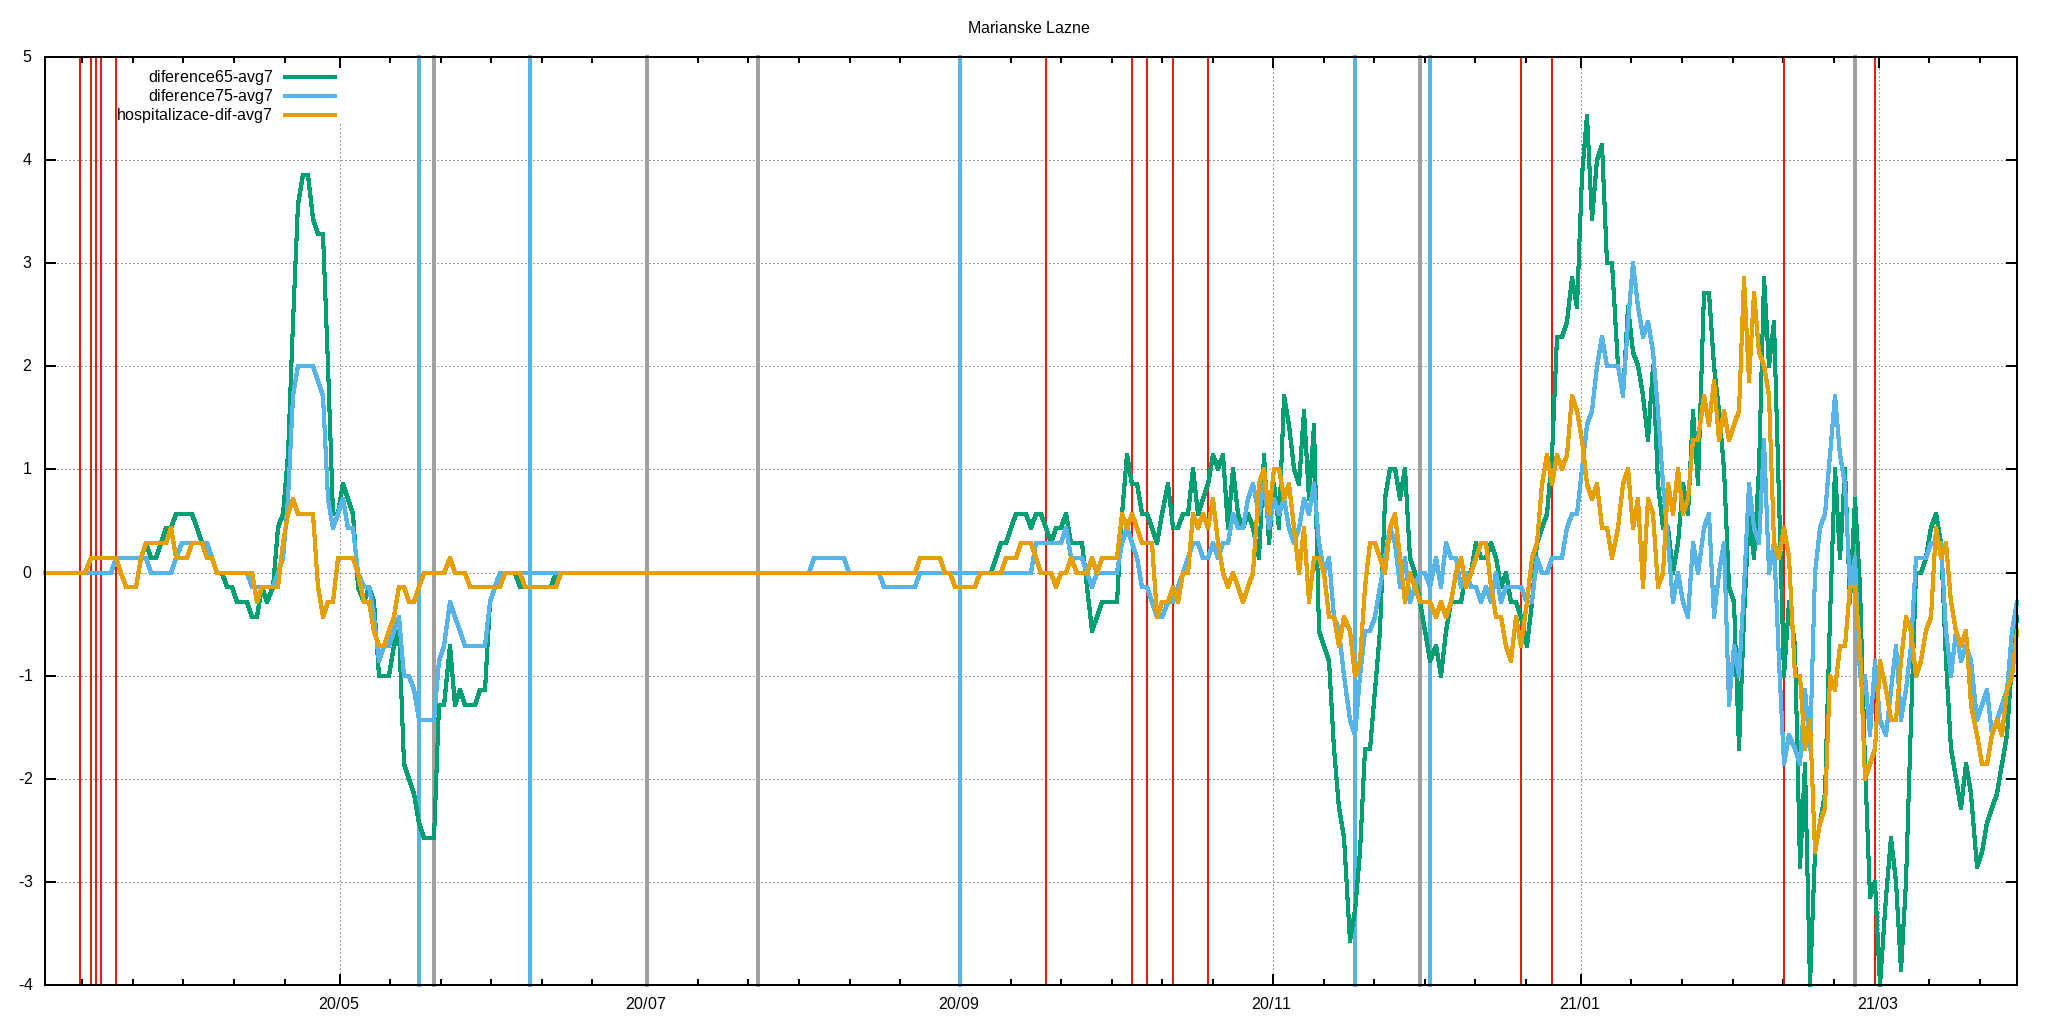 Marianske Lazne
5
diference65-avg7
diference75-avg7
hospitalizace-dif-avg7
4
3
2
1
0
-1
-2
-3
-4
20/05 20/07 20/09 20/11 21/01 21/03